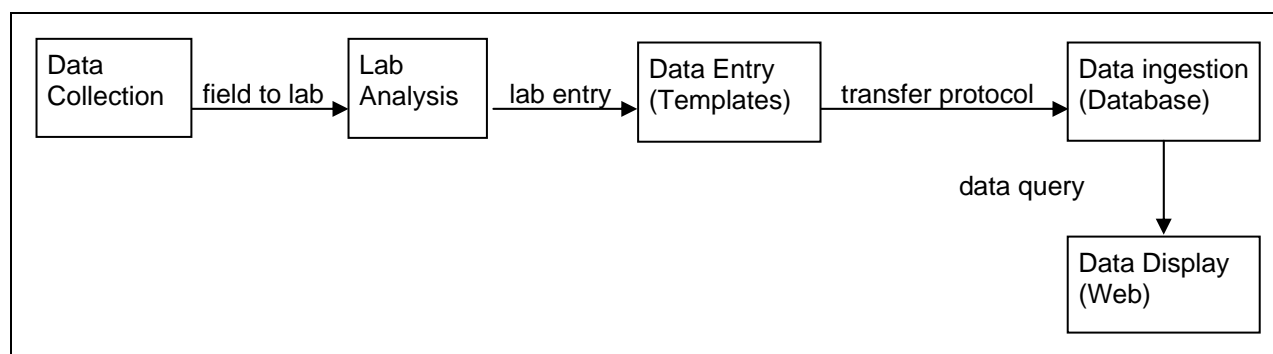 Data
Collection
field to lab
Lab
Analysis
lab entry
Data Entry
(Templates)
transfer protocol
Data ingestion
(Database)
data query
Data Display
(Web)